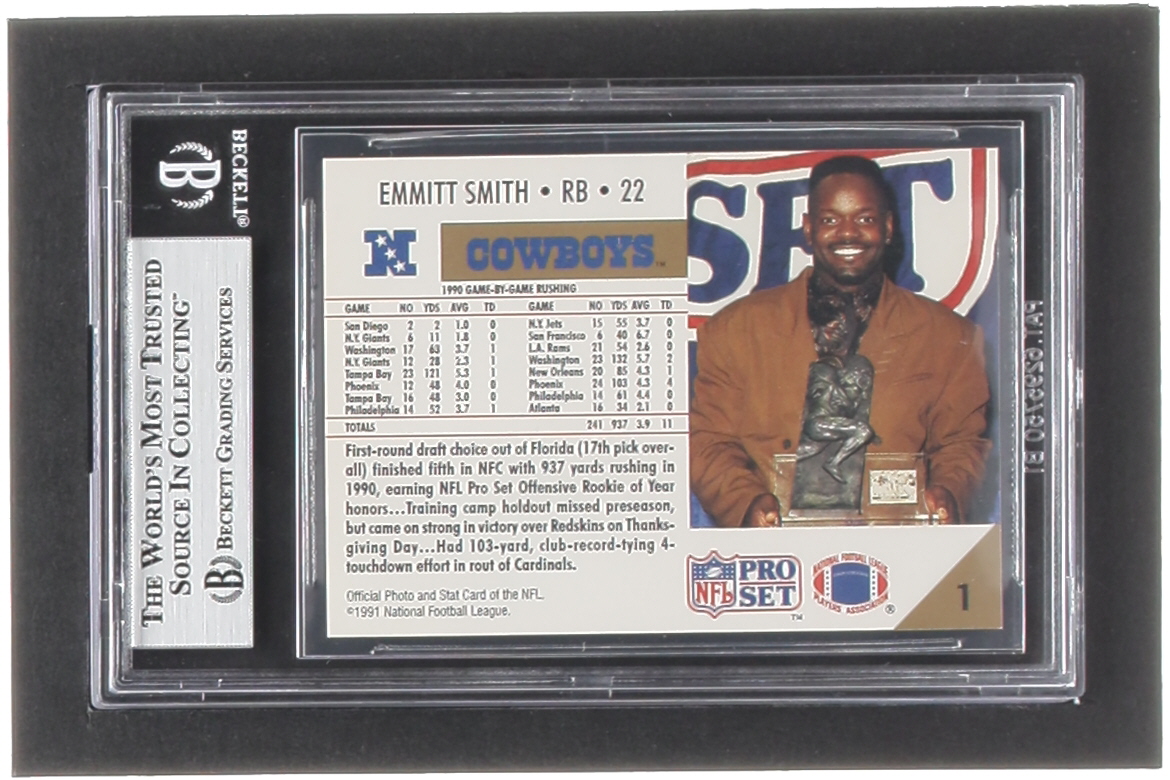 BECKETT®
THE WORLD'S MOST TRUSTED
SOURCE IN COLLECTING™
BECKETT GRADING SERVICES
EMMITT SMITH • RB • 22
COWBOYS™
1990 GAME-BY-GAME RUSHING
GAME NO YDS AVG TD GAME NO YDS AVG TD
San Diego 2 2 1.0 0 N.Y. Jets 15 55 3.7 0
N.Y. Giants 6 11 1.8 0 San Francisco 6 40 6.7 0
Washington 17 63 3.7 1 L.A. Rams 21 54 2.6 0
N.Y. Giants 12 28 2.3 1 Washington 23 132 5.7 2
Tampa Bay 23 121 5.3 1 New Orleans 20 85 4.3 1
Phoenix 12 48 4.0 0 Phoenix 24 103 4.3 4
Tampa Bay 16 48 3.0 0 Philadelphia 14 61 4.4 0
Philadelphia 14 52 3.7 1 Atlanta 16 34 2.1 0
TOTALS 241 937 3.9 11
First-round draft choice out of Florida (17th pick over-
all) finished fifth in NFC with 937 yards rushing in
1990, earning NFL Pro Set Offensive Rookie of Year
honors...Training camp holdout missed preseason,
but came on strong in victory over Redskins on Thanks-
giving Day...Had 103-yard, club-record-tying 4-
touchdown effort in rout of Cardinals.
Official Photo and Stat Card of the NFL.
©1991 National Football League.
SET
NFL PRO
SET™
NATIONAL FOOTBALL LEAGUE
PLAYERS ASSOCIATION®
1